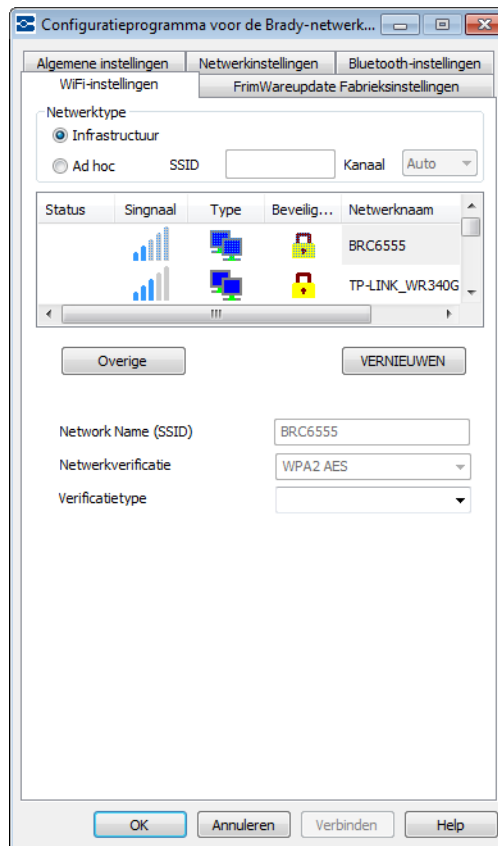 Configuratieprogramma voor de Brady-netwerk...
Algemene instellingen Netwerkinstellingen Bluetooth-instellingen
WiFi-instellingen FrimWareupdate Fabrieksinstellingen
Netwerktype
Infrastructuur
Ad hoc SSID Kanaal Auto
Status Singnaal Type Beveilig... Netwerknaam
BRC6555
TP-LINK_WR340G
Overige VERNIEUWEN
Network Name (SSID) BRC6555
Netwerkverificatie WPA2 AES
Verificatietype
OK Annuleren Verbinden Help